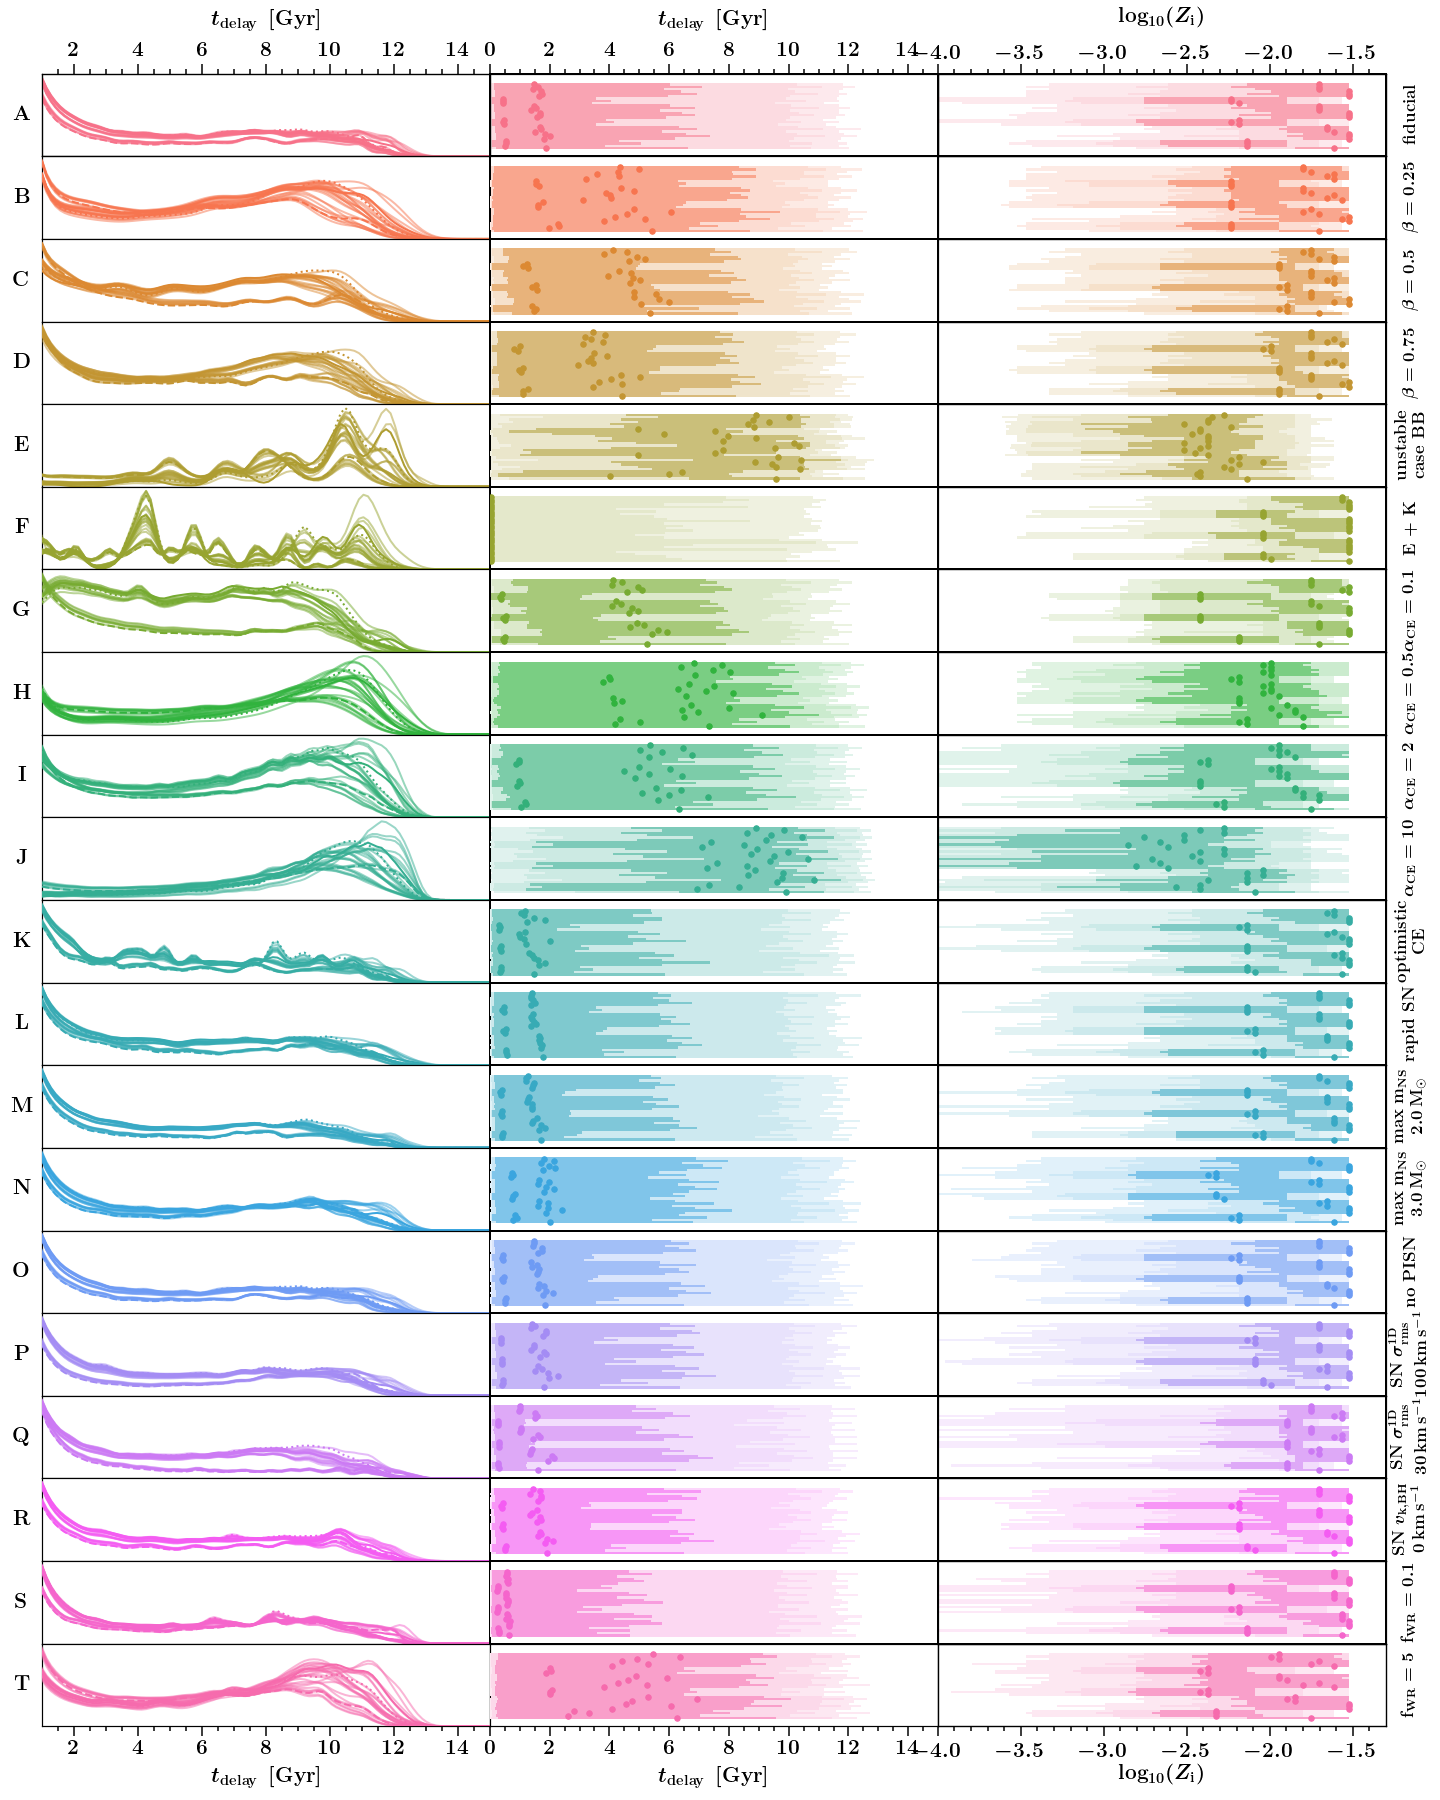 t_delay [Gyr] t_delay [Gyr] log₁₀(Z_i)
2 4 6 8 10 12 14 0 2 4 6 8 10 12 14 −4.0 −3.5 −3.0 −2.5 −2.0 −1.5
A fiducial
B β = 0.25
C β = 0.5
D β = 0.75
E unstable
case BB
F E + K
G α_CE = 0.1
H α_CE = 0.5
I α_CE = 2
J α_CE = 10
K optimistic
CE
L rapid SN
M max m_NS
2.0 M_⊙
N max m_NS
3.0 M_⊙
O no PISN
P SN σ_rms^1D
100 km s⁻¹
Q SN σ_rms^1D
30 km s⁻¹
R SN v_k,BH
0 km s⁻¹
S f_WR = 0.1
T f_WR = 5
2 4 6 8 10 12 14 0 2 4 6 8 10 12 14 −4.0 −3.5 −3.0 −2.5 −2.0 −1.5
t_delay [Gyr] t_delay [Gyr] log₁₀(Z_i)